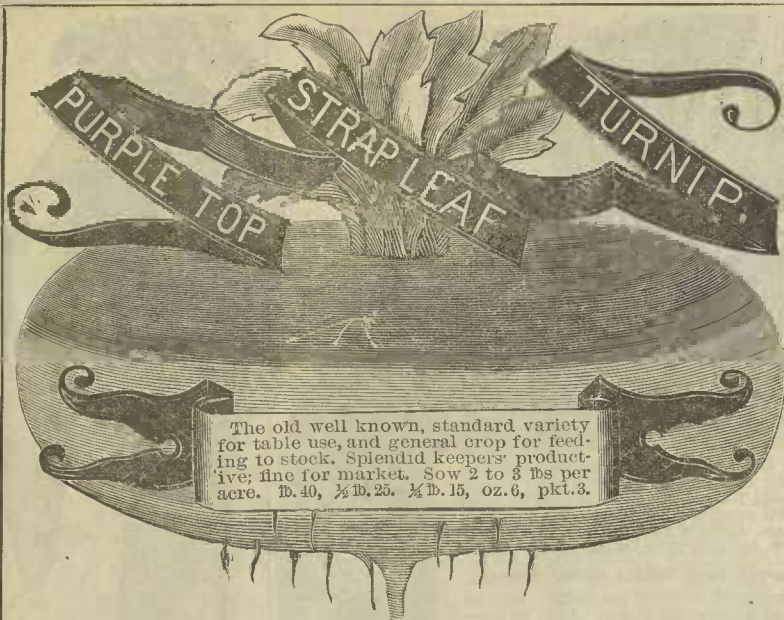 PURPLE TOP
STRAP LEAF
TURNIP
The old well known, standard variety
for table use, and general crop for feed-
ing to stock. Splendid keepers; product-
ive; fine for market. Sow 2 to 3 lbs per
acre. lb. 40, ½ lb. 25. ¼ lb. 15, oz. 6, pkt. 3.